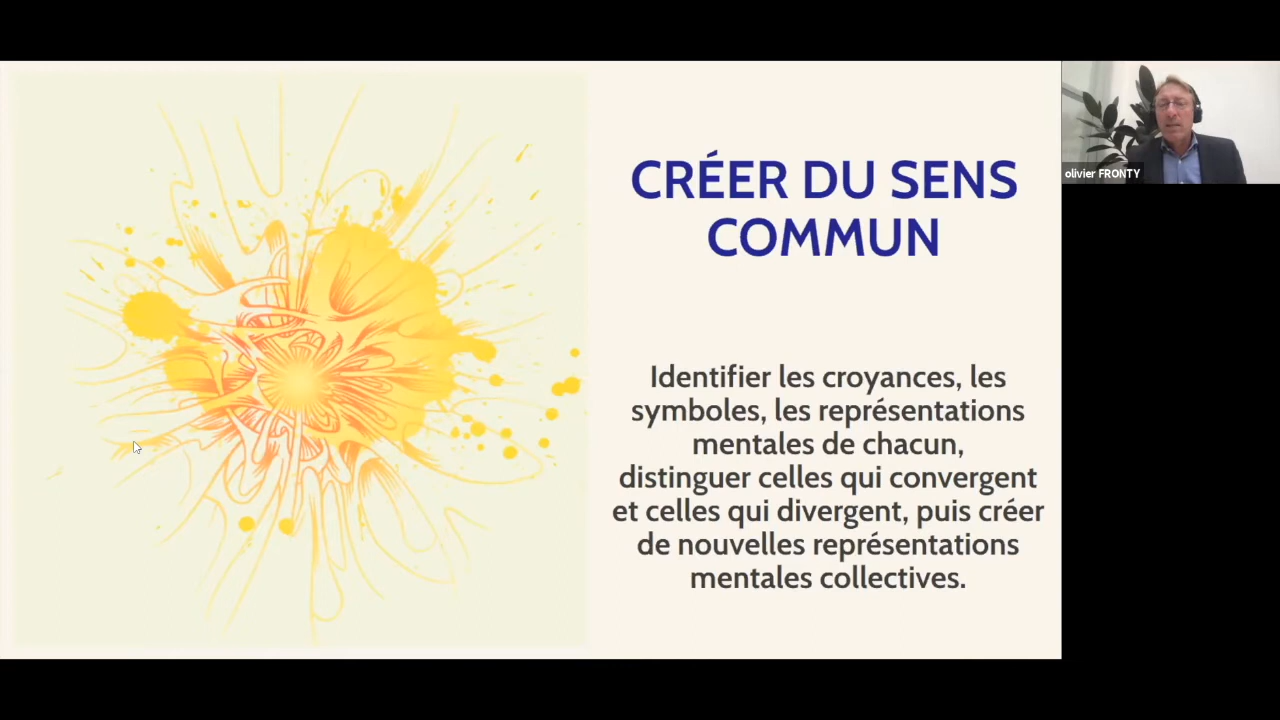 CRÉER DU SENS
COMMUN
Identifier les croyances, les
symboles, les représentations
mentales de chacun,
distinguer celles qui convergent
et celles qui divergent, puis créer
de nouvelles représentations
mentales collectives.
olivier FRONTY